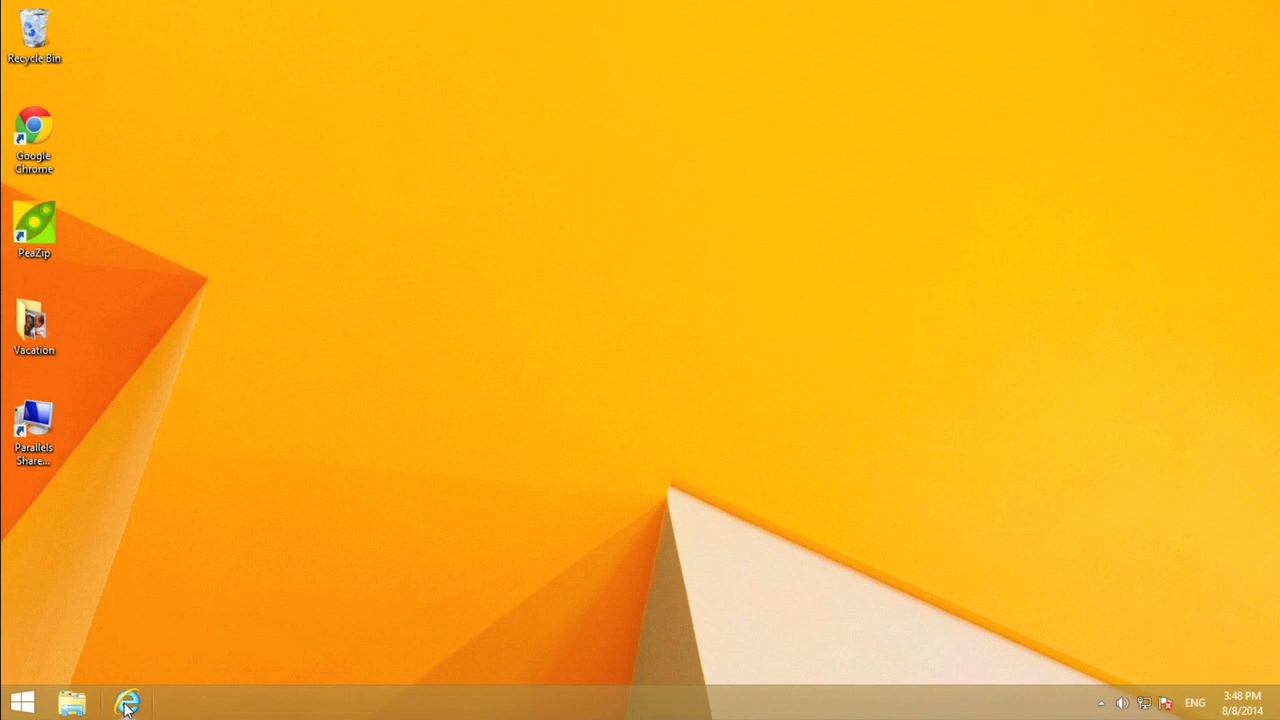 Recycle Bin
Google
Chrome
PeaZip
Vacation
Parallels
Share...
ENG
3:48 PM
8/8/2014